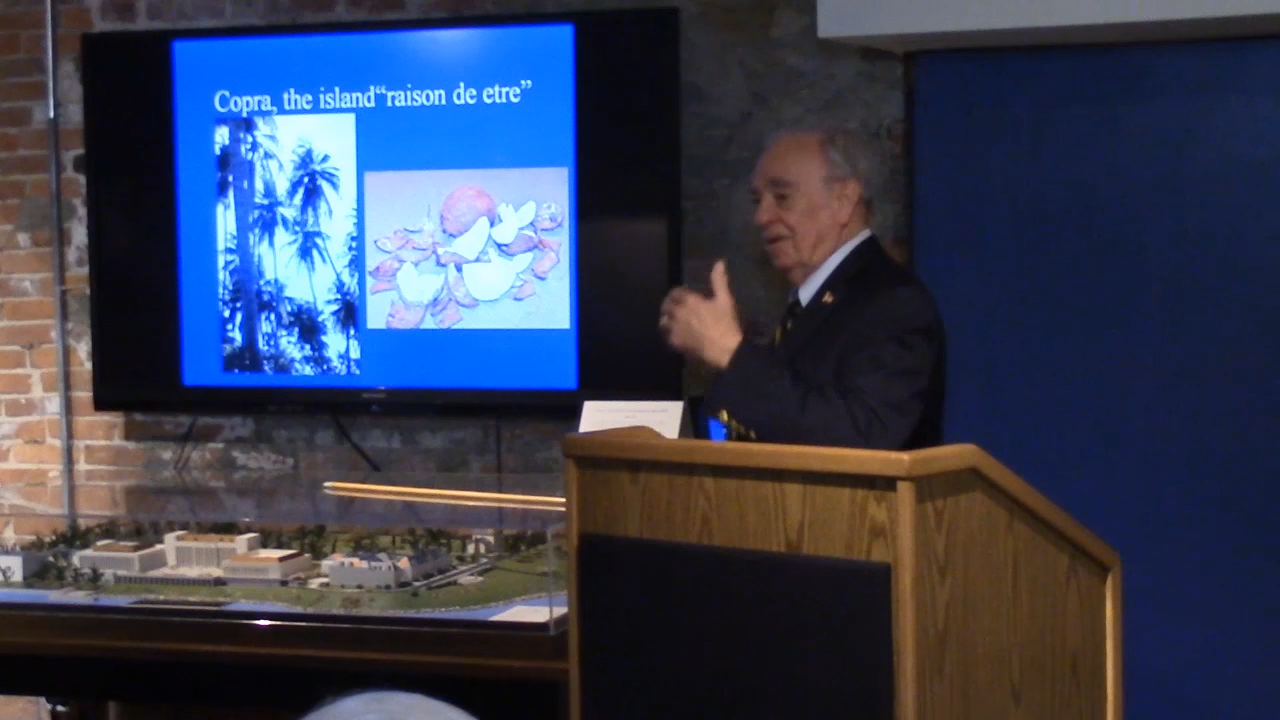 Copra, the island“raison de etre”